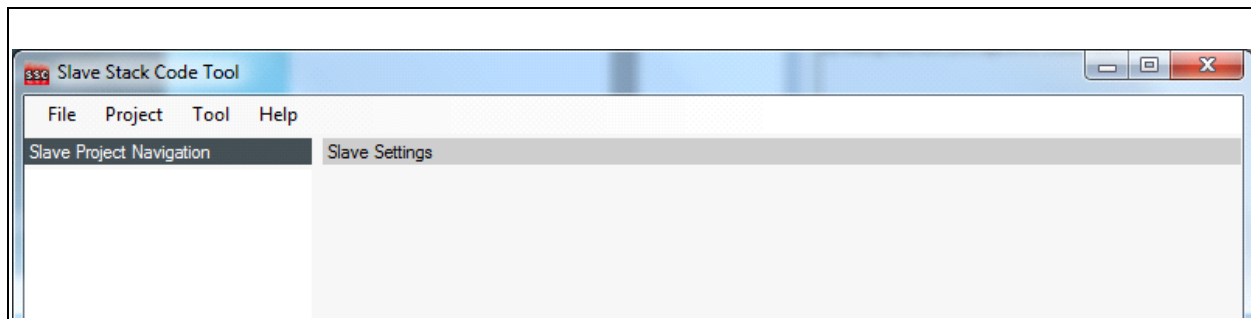 ssc Slave Stack Code Tool
File Project Tool Help
Slave Project Navigation Slave Settings